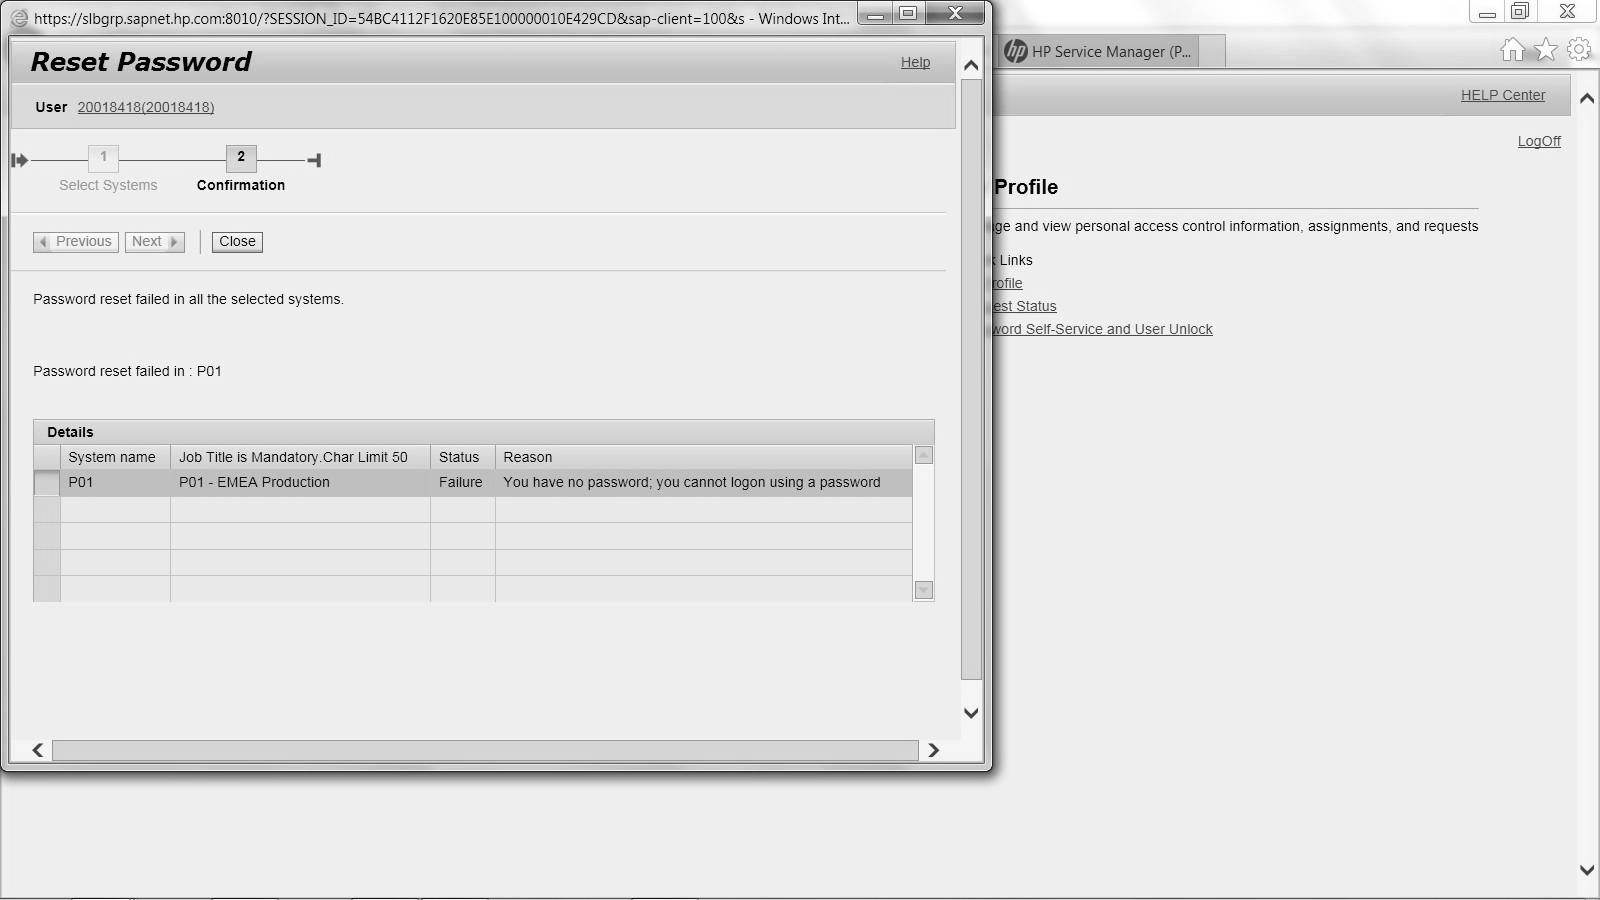 https://slbgrp.sapnet.hp.com:8010/?SESSION_ID=54BC4112F1620E85E100000010E429CD&sap-client=100&s - Windows Int...
hp HP Service Manager (P...
Reset Password
Help
HELP Center
User 20018418(20018418)
LogOff
1
2
Select Systems
Confirmation
Profile
ge and view personal access control information, assignments, and requests
Previous
Next
Close
Links
rofile
Password reset failed in all the selected systems.
est Status
word Self-Service and User Unlock
Password reset failed in : P01
Details
System name Job Title is Mandatory.Char Limit 50 Status Reason
P01 P01 - EMEA Production Failure You have no password; you cannot logon using a password